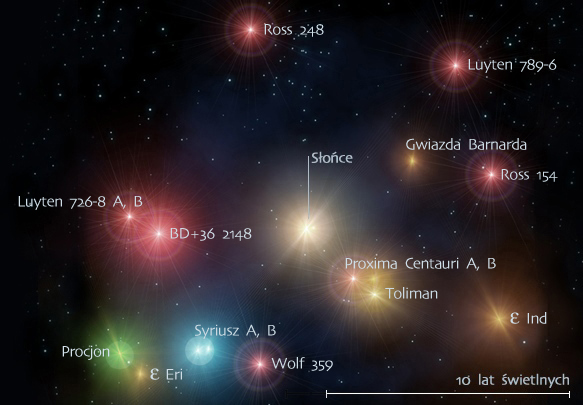 Ross 248
Luyten 789-6
Gwiazda Barnarda
Słońce
Ross 154
Luyten 726-8 A, B
BD+36 2148
Proxima Centauri A, B
Toliman
ε Ind
Syriusz A, B
Procjon
Wolf 359
ε Eri
10 lat świetlnych